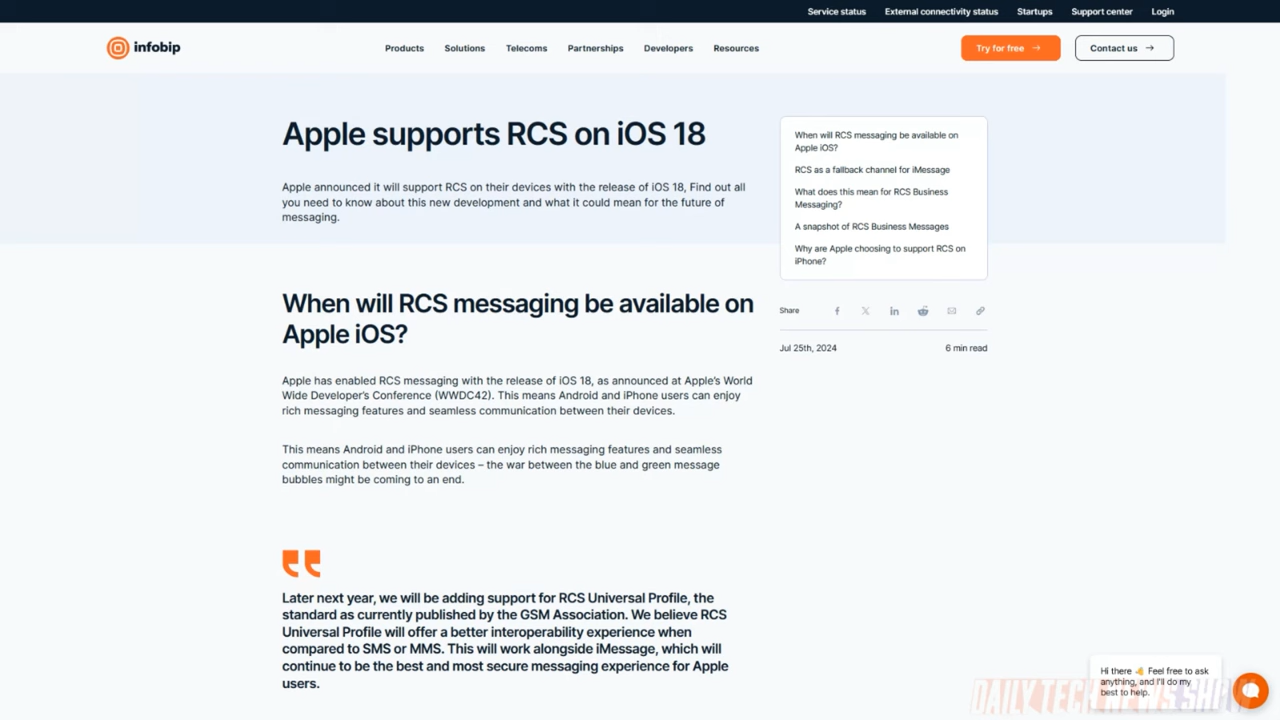 Service status External connectivity status Startups Support center Login
infobip Products Solutions Telecoms Partnerships Developers Resources Try for free → Contact us →
Apple supports RCS on iOS 18
Apple announced it will support RCS on their devices with the release of iOS 18, Find out all
you need to know about this new development and what it could mean for the future of
messaging.
When will RCS messaging be available on
Apple iOS?
RCS as a fallback channel for iMessage
What does this mean for RCS Business
Messaging?
A snapshot of RCS Business Messages
Why are Apple choosing to support RCS on
iPhone?
Share
Jul 25th, 2024 6 min read
When will RCS messaging be available on
Apple iOS?
Apple has enabled RCS messaging with the release of iOS 18, as announced at Apple's World
Wide Developer's Conference (WWDC42). This means Android and iPhone users can enjoy
rich messaging features and seamless communication between their devices.
This means Android and iPhone users can enjoy rich messaging features and seamless
communication between their devices – the war between the blue and green message
bubbles might be coming to an end.
Later next year, we will be adding support for RCS Universal Profile, the
standard as currently published by the GSM Association. We believe RCS
Universal Profile will offer a better interoperability experience when
compared to SMS or MMS. This will work alongside iMessage, which will
continue to be the best and most secure messaging experience for Apple
users.
Hi there 👋 Feel free to ask
anything, and I'll do my
best to help.
DAILY TECH NEWS SHOW